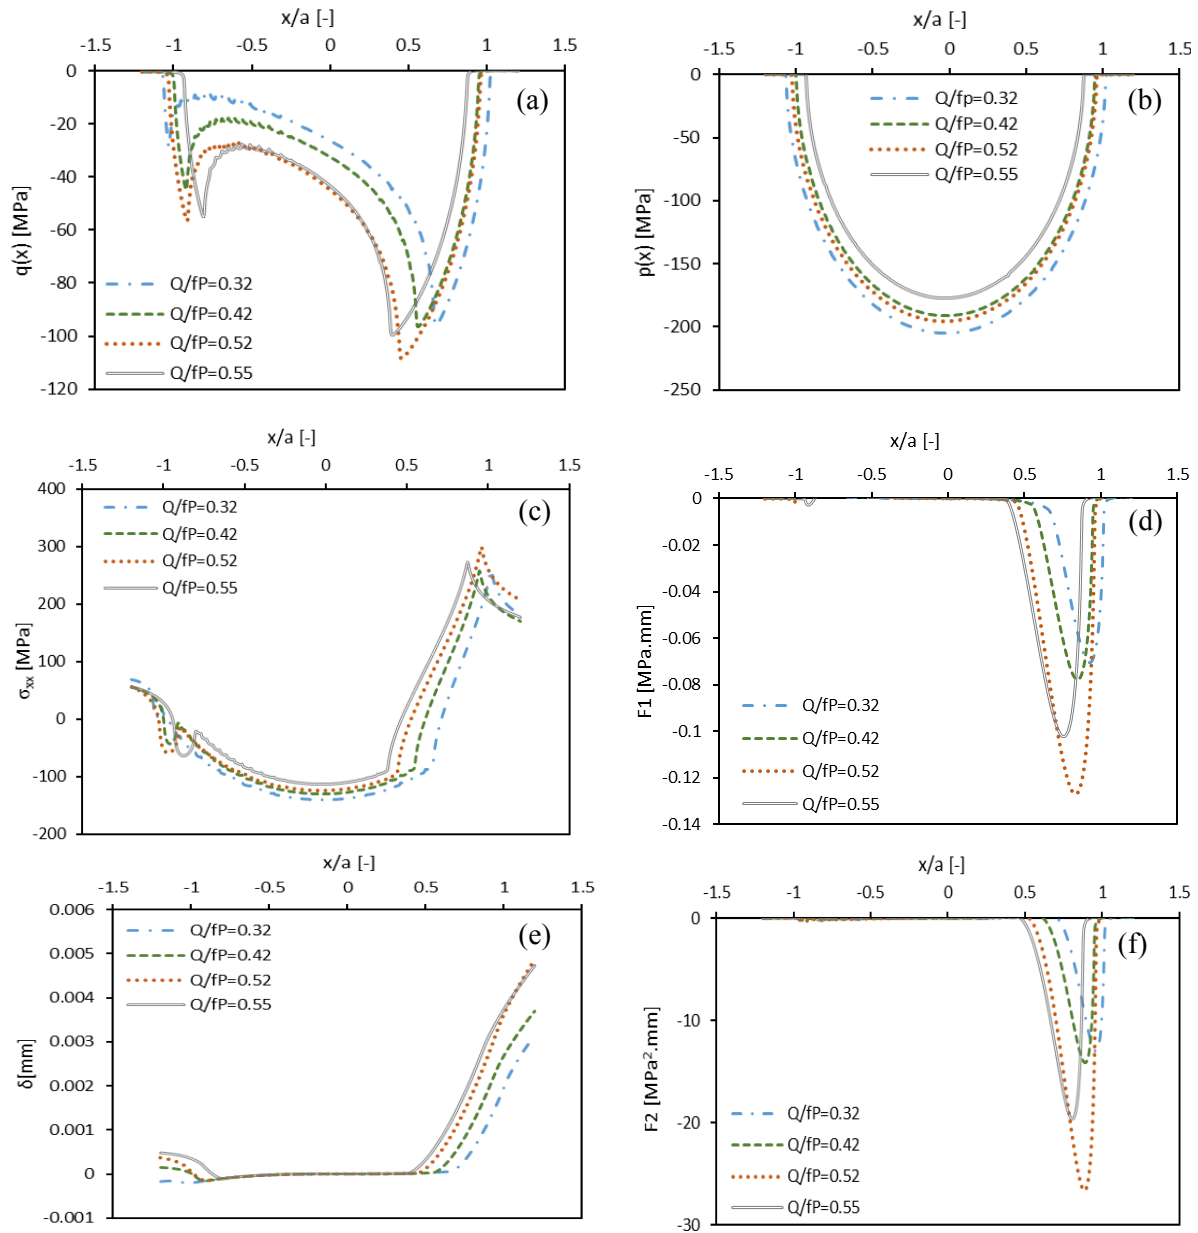 x/a [-]
-1.5 -1 -0.5 0 0.5 1 1.5
0
-20
-40
-60
-80
-100
-120
q(x) [MPa]
(a)
Q/fP=0.32
Q/fP=0.42
Q/fP=0.52
Q/fP=0.55
x/a [-]
-1.5 -1 -0.5 0 0.5 1 1.5
0
-50
-100
-150
-200
-250
p(x) [MPa]
(b)
Q/fp=0.32
Q/fP=0.42
Q/fP=0.52
Q/fP=0.55
x/a [-]
-1.5 -1 -0.5 0 0.5 1 1.5
400
300
200
100
0
-100
-200
σxx [MPa]
(c)
Q/fP=0.32
Q/fP=0.42
Q/fP=0.52
Q/fP=0.55
x/a [-]
-1.5 -1 -0.5 0 0.5 1 1.5
0
-0.02
-0.04
-0.06
-0.08
-0.1
-0.12
-0.14
F1 [MPa.mm]
(d)
Q/fP=0.32
Q/fP=0.42
Q/fP=0.52
Q/fP=0.55
x/a [-]
-1.5 -1 -0.5 0 0.5 1 1.5
0.006
0.005
0.004
0.003
0.002
0.001
0
-0.001
δ[mm]
(e)
Q/fP=0.32
Q/fP=0.42
Q/fP=0.52
Q/fP=0.55
x/a [-]
-1.5 -1 -0.5 0 0.5 1 1.5
0
-10
-20
-30
F2 [MPa².mm]
(f)
Q/fP=0.32
Q/fP=0.42
Q/fP=0.52
Q/fP=0.55